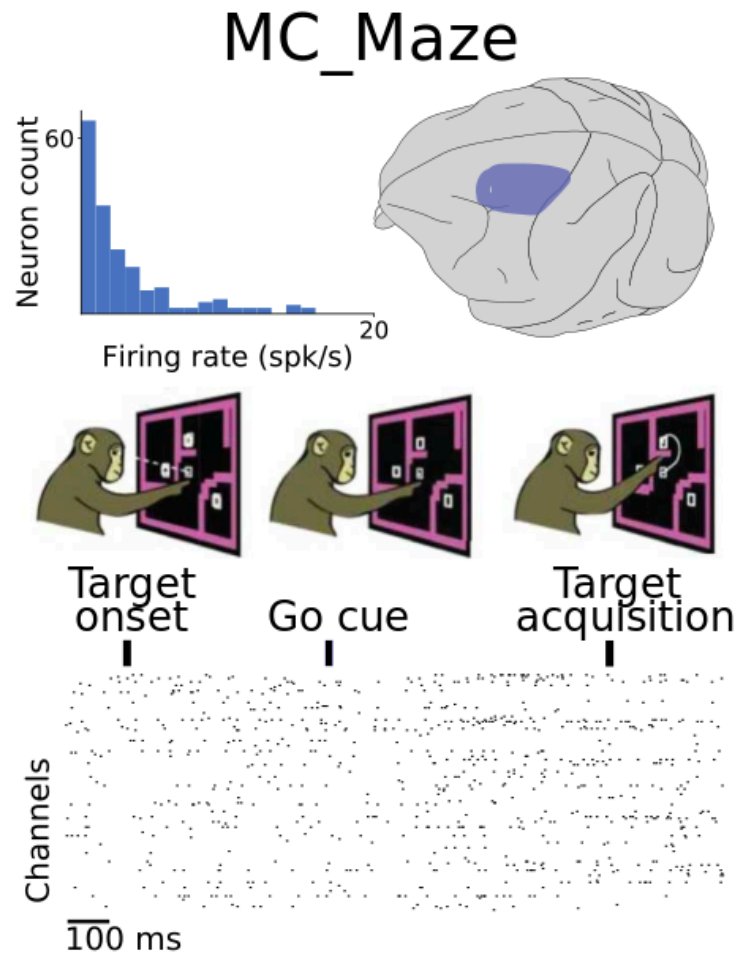 MC_Maze
Neuron count
60
20
Firing rate (spk/s)
Target
onset
Go cue
Target
acquisition
Channels
100 ms